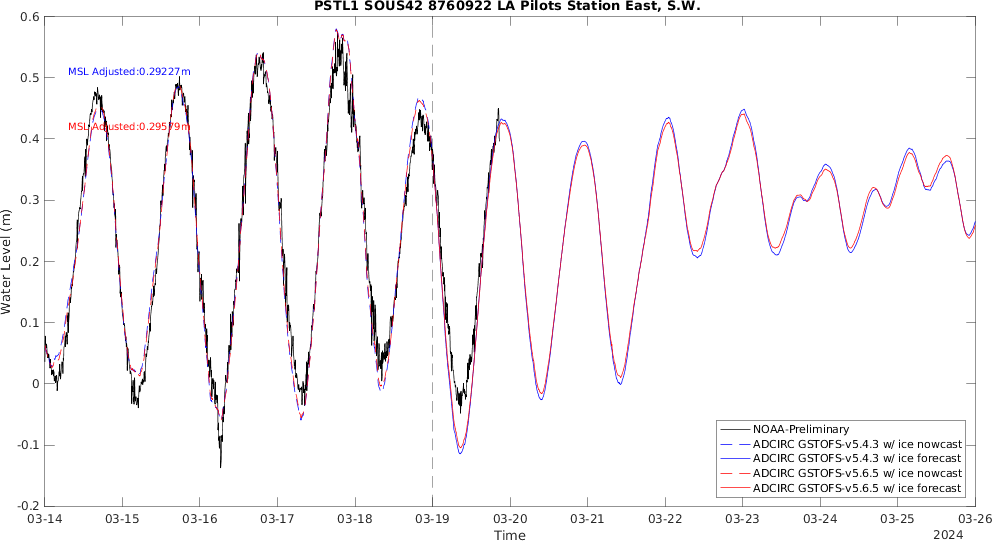 PSTL1 SOUS42 8760922 LA Pilots Station East, S.W.
0.6
0.5
0.4
0.3
0.2
0.1
0
-0.1
-0.2
Water Level (m)
MSL Adjusted:0.29227m
MSL Adjusted:0.29579m
NOAA-Preliminary
ADCIRC GSTOFS-v5.4.3 w/ ice nowcast
ADCIRC GSTOFS-v5.4.3 w/ ice forecast
ADCIRC GSTOFS-v5.6.5 w/ ice nowcast
ADCIRC GSTOFS-v5.6.5 w/ ice forecast
03-14 03-15 03-16 03-17 03-18 03-19 03-20 03-21 03-22 03-23 03-24 03-25 03-26
Time
2024